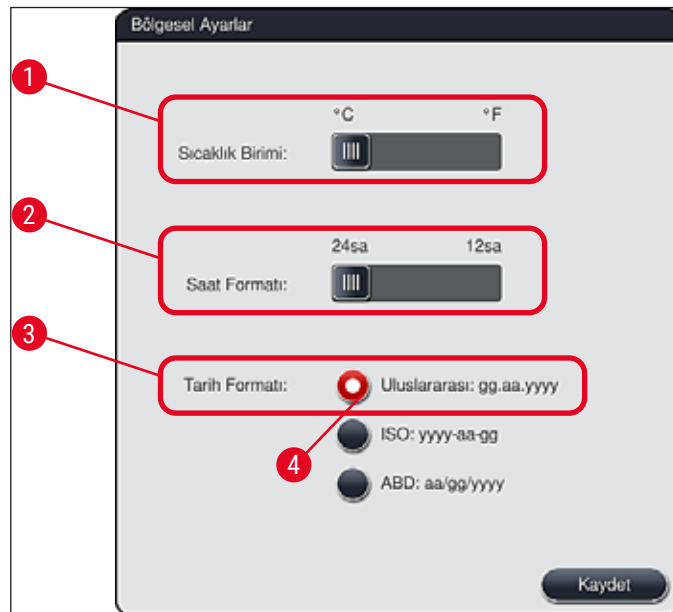 Bölgesel Ayarlar
1
°C °F
Sıcaklık Birimi:
2
24sa 12sa
Saat Formatı:
3
Tarih Formatı: Uluslararası: gg.aa.yyyy
4
ISO: yyyy-aa-gg
ABD: aa/gg/yyyy
Kaydet